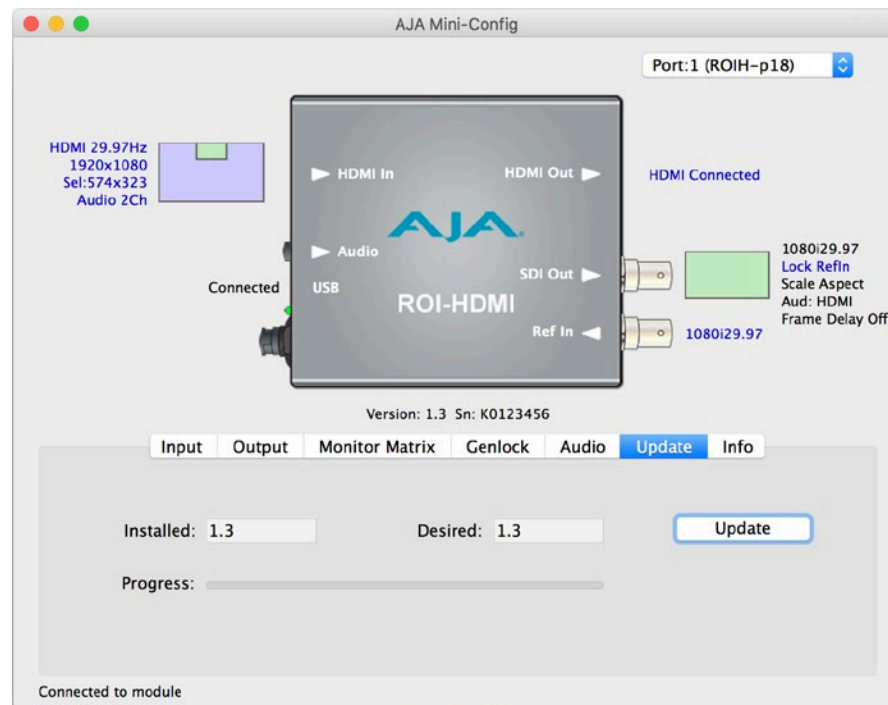 AJA Mini-Config
Port:1 (ROIH-p18)
HDMI 29.97Hz
1920x1080
Sel:574x323
Audio 2Ch
HDMI In
HDMI Out
HDMI Connected
AJA
Audio
Connected
USB
SDI Out
ROI-HDMI
Ref In
1080i29.97
Lock RefIn
Scale Aspect
Aud: HDMI
Frame Delay Off
1080i29.97
Version: 1.3 Sn: K0123456
Input Output Monitor Matrix Genlock Audio Update Info
Installed: 1.3 Desired: 1.3 Update
Progress:
Connected to module